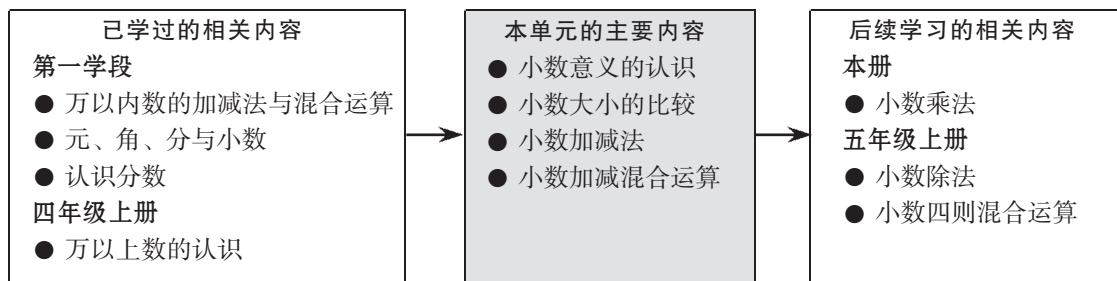 已学过的相关内容
第一学段
● 万以内数的加减法与混合运算
● 元、角、分与小数
● 认识分数
四年级上册
● 万以上数的认识
本单元的主要内容
● 小数意义的认识
● 小数大小的比较
● 小数加减法
● 小数加减混合运算
后续学习的相关内容
本册
● 小数乘法
五年级上册
● 小数除法
● 小数四则混合运算